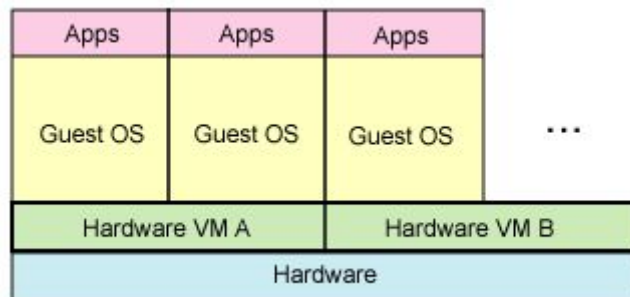 Apps Apps Apps
Guest OS Guest OS Guest OS ...
Hardware VM A Hardware VM B
Hardware